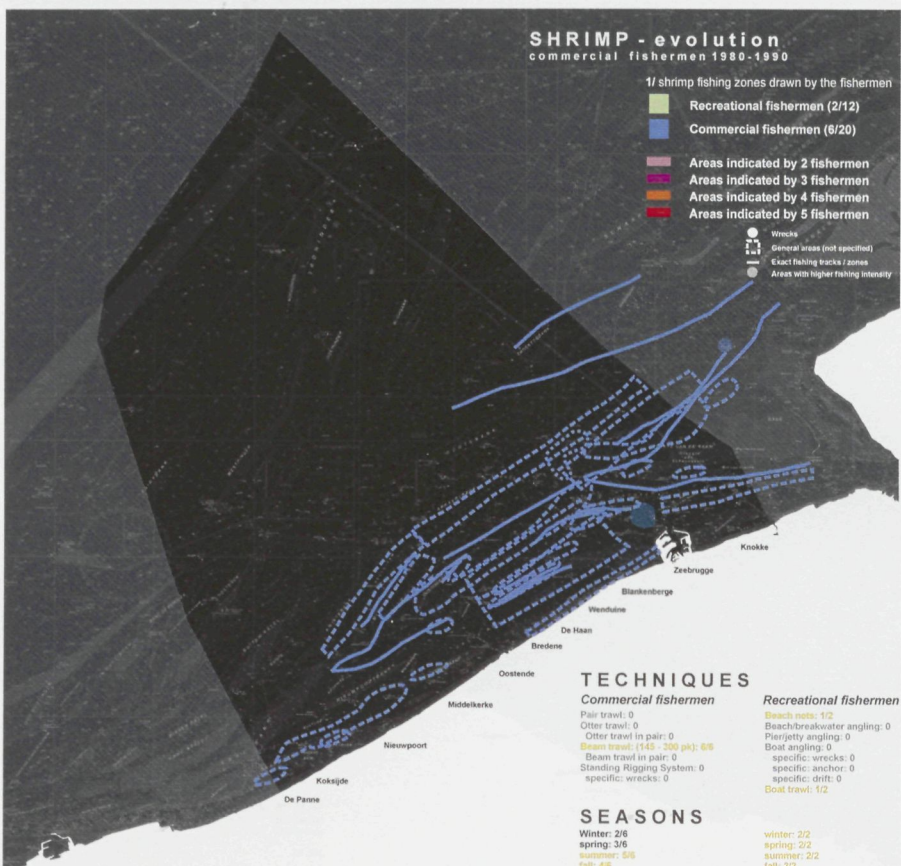 SHRIMP - evolution
commercial fishermen 1980-1990
1/ shrimp fishing zones drawn by the fishermen
Recreational fishermen (2/12)
Commercial fishermen (6/20)
Areas indicated by 2 fishermen
Areas indicated by 3 fishermen
Areas indicated by 4 fishermen
Areas indicated by 5 fishermen
Wrecks
General areas (not specified)
Exact fishing tracks / zones
Areas with higher fishing intensity
Knokke
Zeebrugge
Blankenberge
Wenduine
De Haan
Bredene
Oostende
Middelkerke
Nieuwpoort
Koksijde
De Panne
TECHNIQUES
Commercial fishermen
Pair trawl: 0
Otter trawl: 0
Otter trawl in pair: 0
Beam trawl: (145 - 300 pk): 6/6
Beam trawl in pair: 0
Standing Rigging System: 0
specific: wrecks: 0
Recreational fishermen
Beach nets: 1/2
Beach/breakwater angling: 0
Pier/jetty angling: 0
Boat angling: 0
specific: wrecks: 0
specific: anchor: 0
specific: drift: 0
Boat trawl: 1/2
SEASONS
Winter: 2/6
spring: 3/6
summer: 5/6
winter: 2/2
spring: 2/2
summer: 2/2